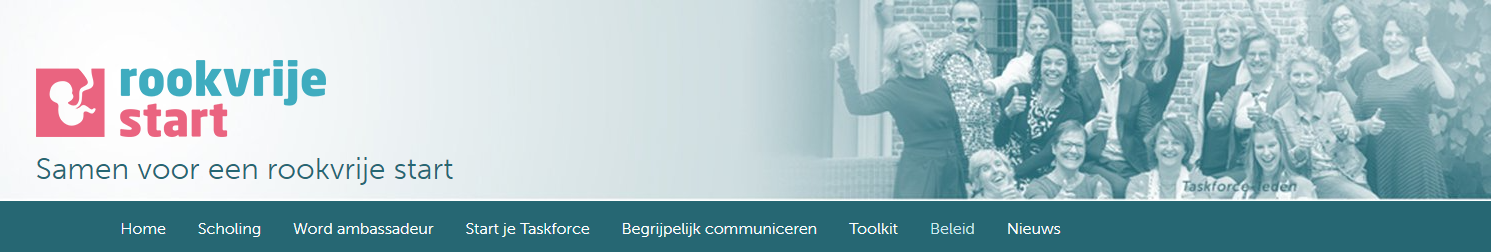 rookvrije
start
Samen voor een rookvrije start
Taskforce-leden
Home Scholing Word ambassadeur Start je Taskforce Begrijpelijk communiceren Toolkit Beleid Nieuws